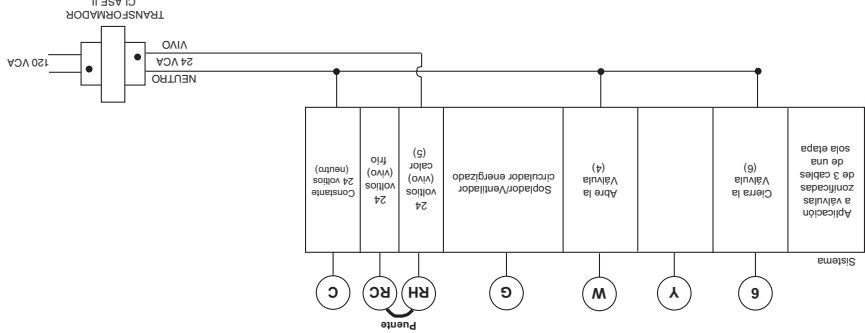 Puente
6
Y
W
G
RH
RC
C
Sistema
Aplicación
a válvulas
zonificadas
de 3 cables
de una
sola etapa
Cierra la
Válvula
(6)
Abre la
Válvula
(4)
Soplador/Ventilador
circulador energizado
24
voltios
(vivo)
calor
(5)
24
voltios
(vivo)
frío
Constante
24 voltios
(neutro)
NEUTRO
24 VCA
VIVO
120 VCA
TRANSFORMADOR
CLASE II